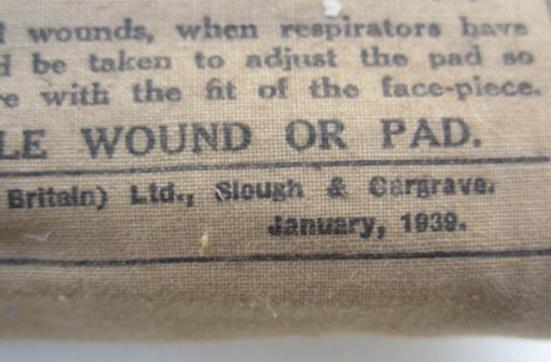 wounds, when respirators have
be taken to adjust the pad so
with the fit of the face-piece.
LE WOUND OR PAD.
Britain) Ltd., Slough & Cargrave.
January, 1939.